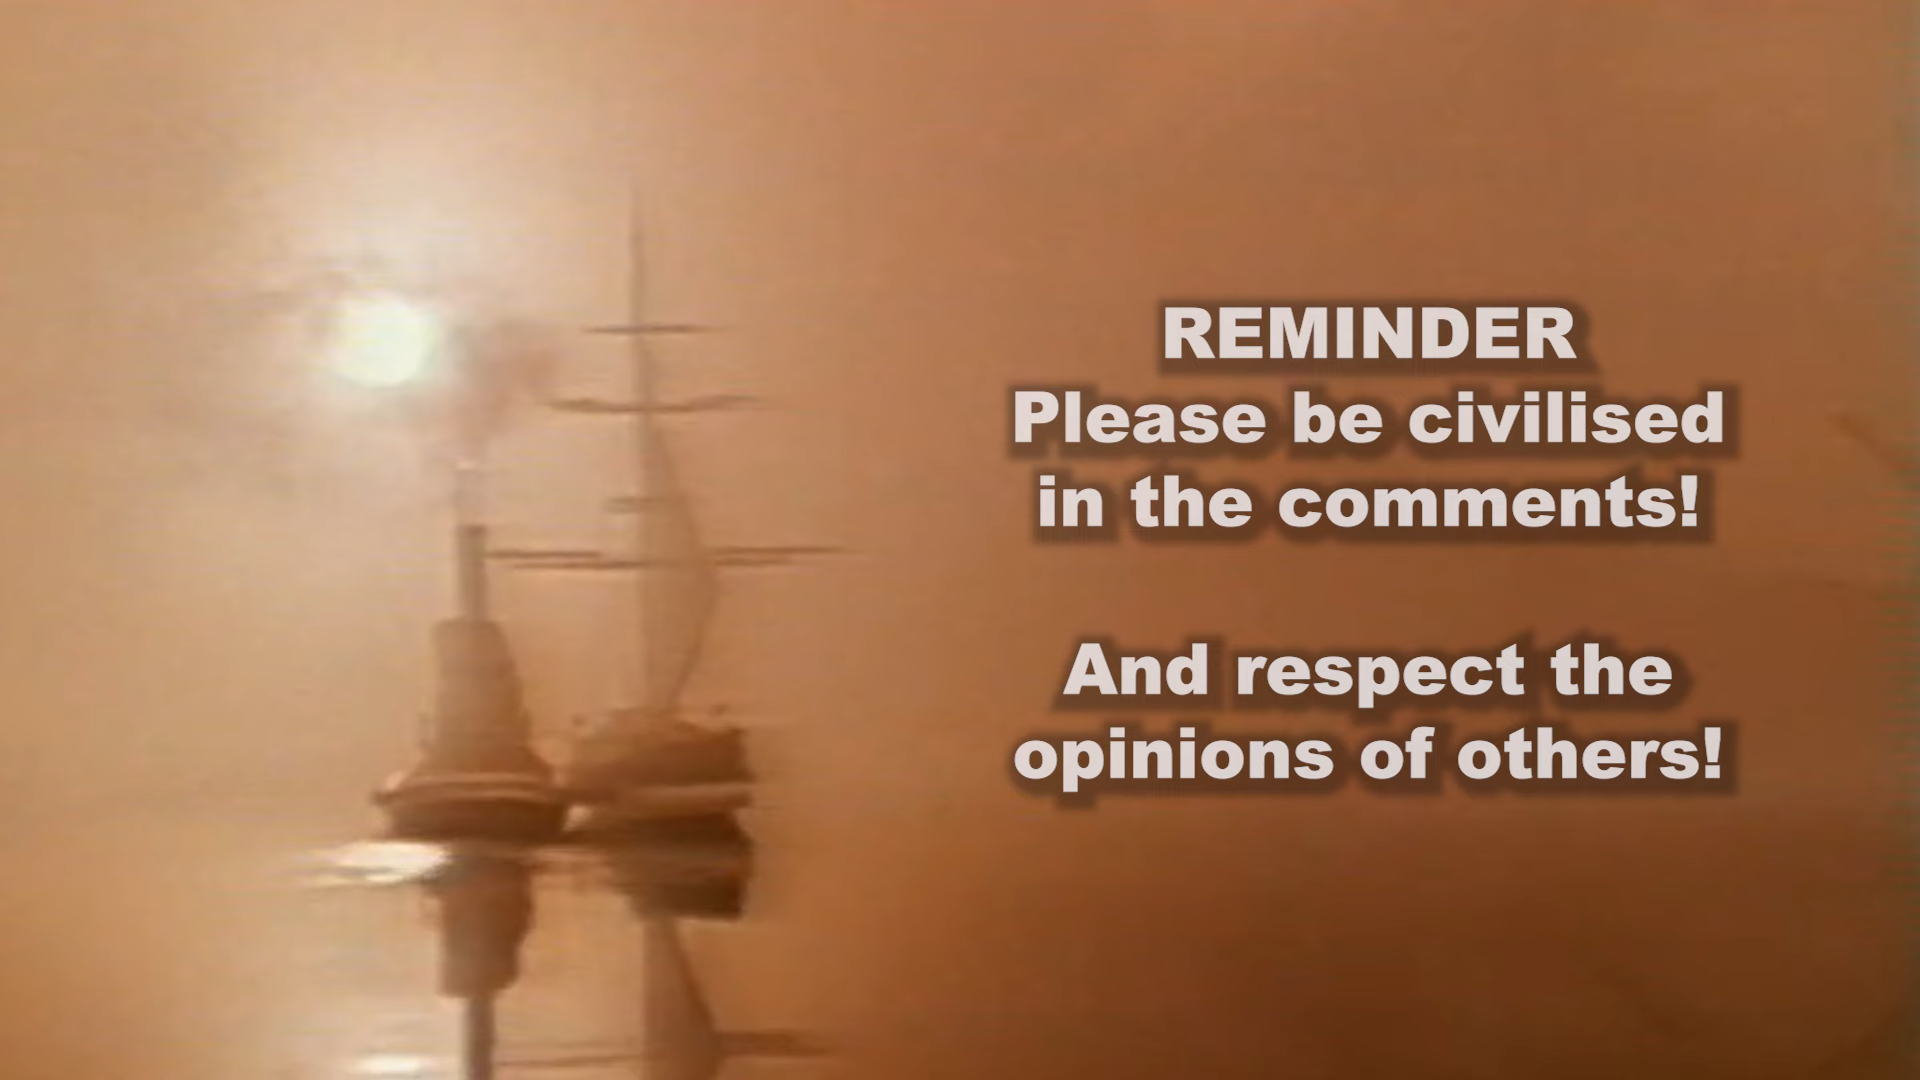 REMINDER
Please be civilised
in the comments!
And respect the
opinions of others!